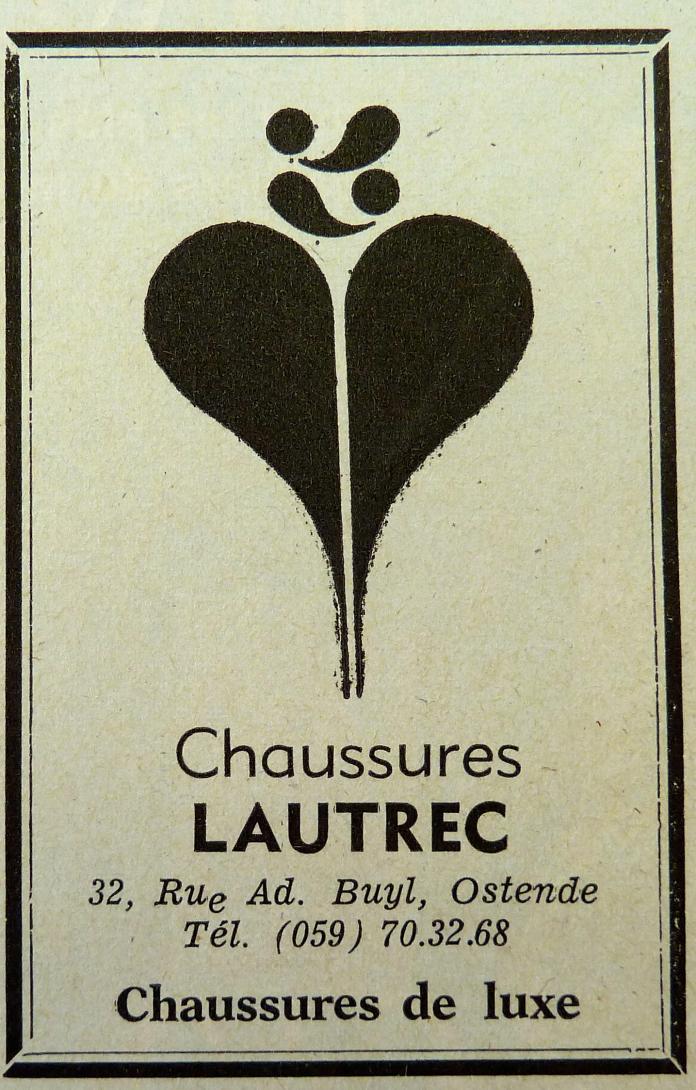 Chaussures
LAUTREC
32, Rue Ad. Buyl, Ostende
Tél. (059) 70.32.68
Chaussures de luxe